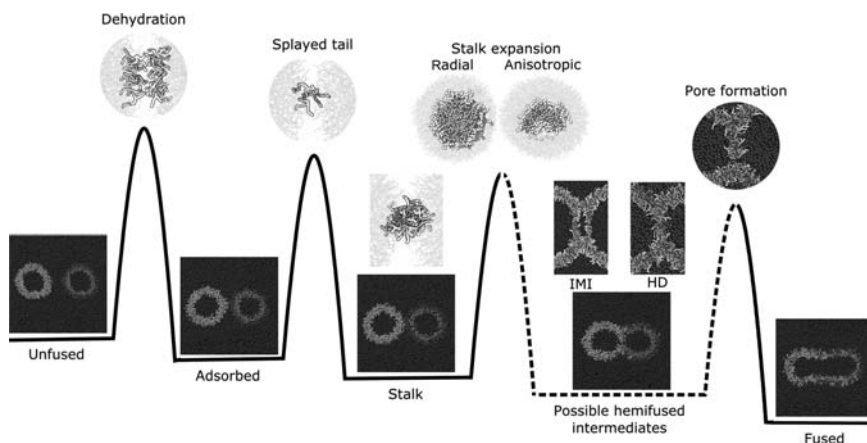 Dehydration
Splayed tail
Stalk expansion
Radial Anisotropic
Pore formation
IMI HD
Unfused
Adsorbed
Stalk
Possible hemifused
intermediates
Fused